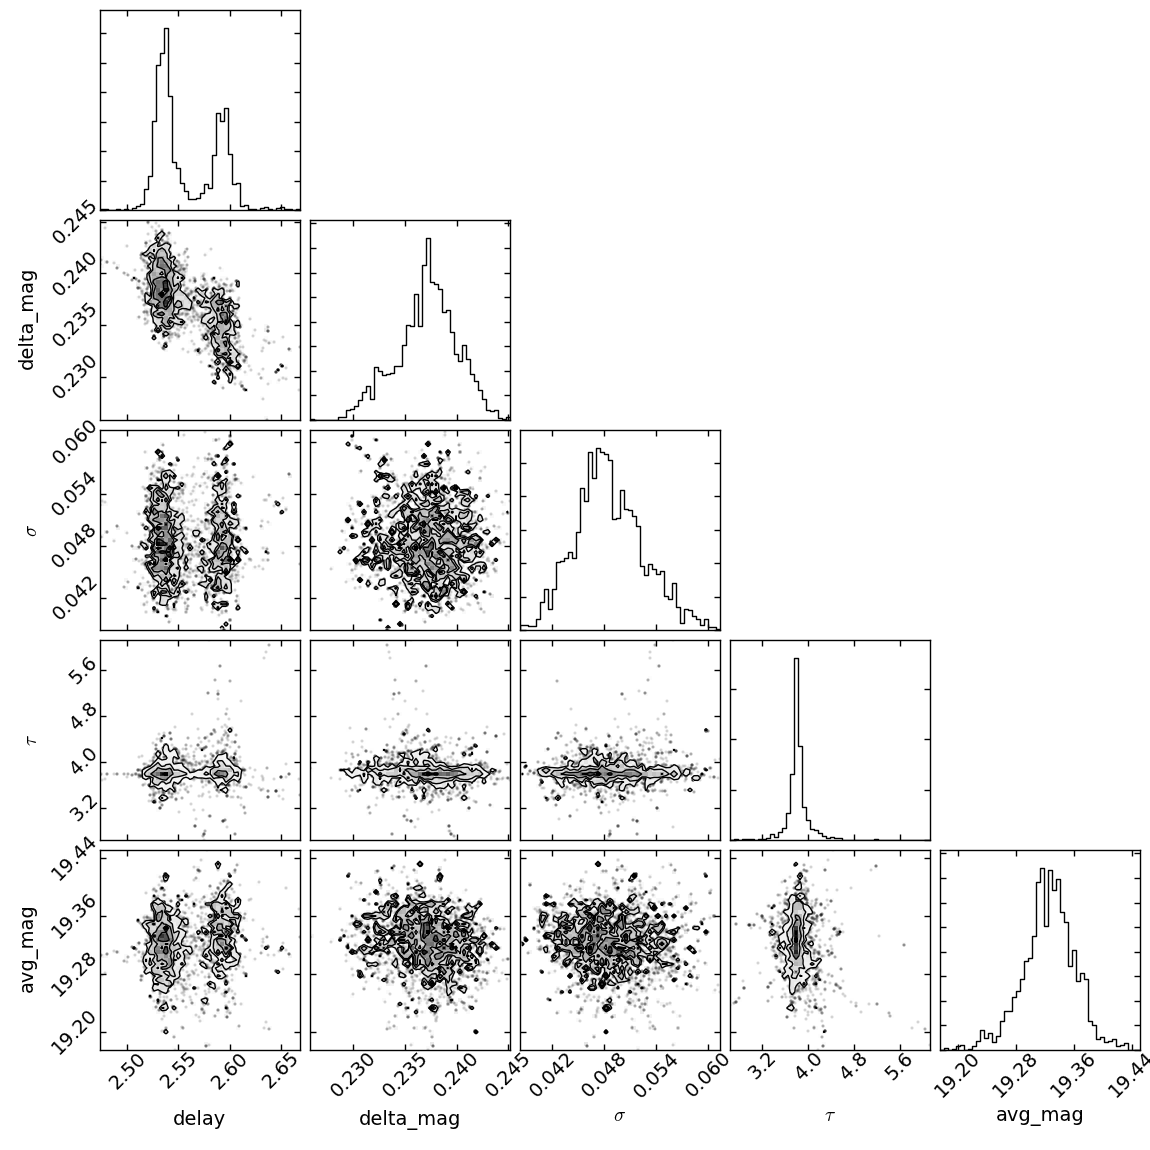 0.245
0.240
0.235
0.230
delta_mag
0.060
0.054
0.048
0.042
σ
5.6
4.8
4.0
3.2
τ
19.44
19.36
19.28
19.20
avg_mag
2.50 2.55 2.60 2.65
0.230 0.235 0.240 0.245
0.042 0.048 0.054 0.060
3.2 4.0 4.8 5.6
19.20 19.28 19.36 19.44
delay delta_mag σ τ avg_mag